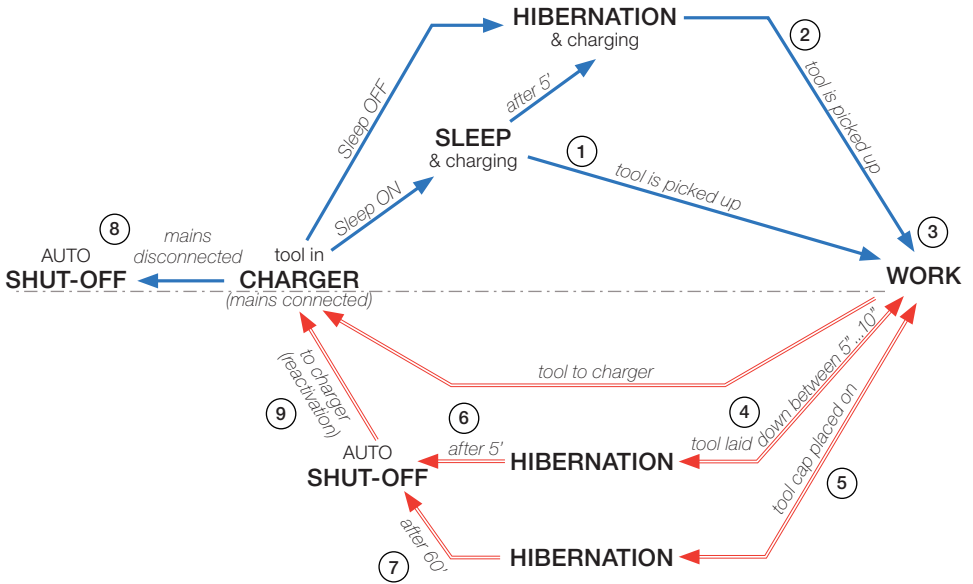 HIBERNATION
& charging
2
tool is picked up
Sleep OFF
after 5'
SLEEP
& charging
1
tool is picked up
Sleep ON
8
3
AUTO
SHUT-OFF
mains
disconnected
tool in
CHARGER
(mains connected)
WORK
to charger
(reactivation)
9
tool to charger
4
tool laid down between 5"...10"
6
after 5'
AUTO
SHUT-OFF
HIBERNATION
tool cap placed on
5
7
after 60'
HIBERNATION